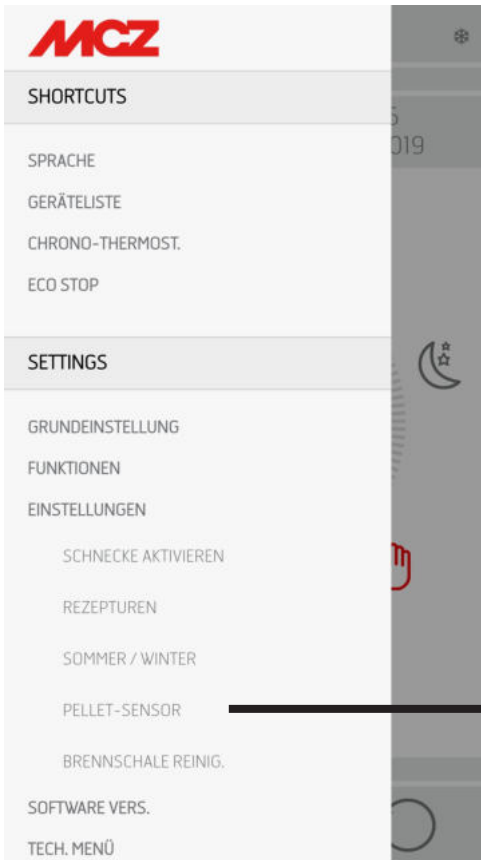 MCZ
SHORTCUTS
SPRACHE
GERÄTELISTE
CHRONO-THERMOST.
ECO STOP
SETTINGS
GRUNDEINSTELLUNG
FUNKTIONEN
EINSTELLUNGEN
SCHNECKE AKTIVIEREN
REZEPTUREN
SOMMER / WINTER
PELLET-SENSOR
BRENNSCHALE REINIG.
SOFTWARE VERS.
TECH. MENÜ